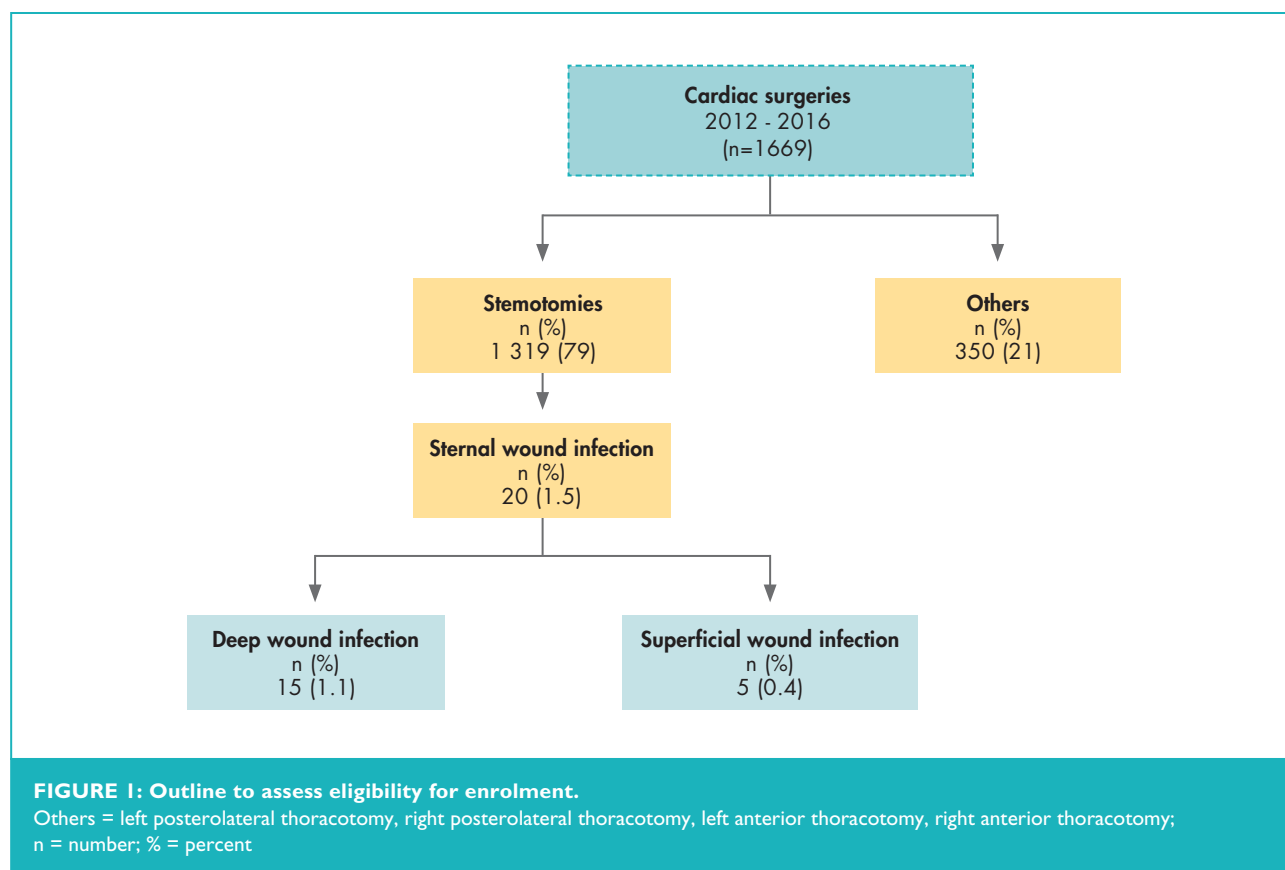 Cardiac surgeries
2012 - 2016
(n=1669)
Stemotomies
n (%)
1 319 (79)
Others
n (%)
350 (21)
Sternal wound infection
n (%)
20 (1.5)
Deep wound infection
n (%)
15 (1.1)
Superficial wound infection
n (%)
5 (0.4)
FIGURE 1: Outline to assess eligibility for enrolment.
Others = left posterolateral thoracotomy, right posterolateral thoracotomy, left anterior thoracotomy, right anterior thoracotomy;
n = number; % = percent